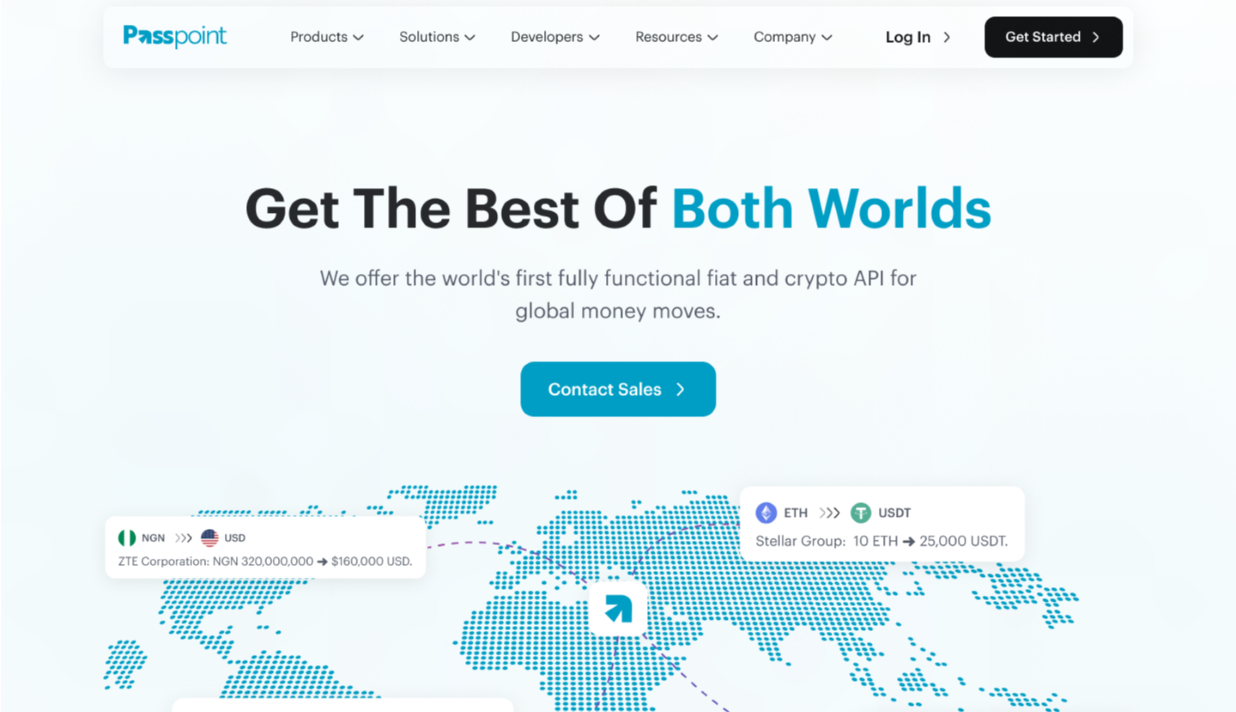 Passpoint
Products
Solutions
Developers
Resources
Company
Log In
Get Started
Get The Best Of Both Worlds
We offer the world's first fully functional fiat and crypto API for
global money moves.
Contact Sales
NGN >>> USD
ZTE Corporation: NGN 320,000,000 ➔ $160,000 USD.
ETH >>> USDT
Stellar Group: 10 ETH ➔ 25,000 USDT.